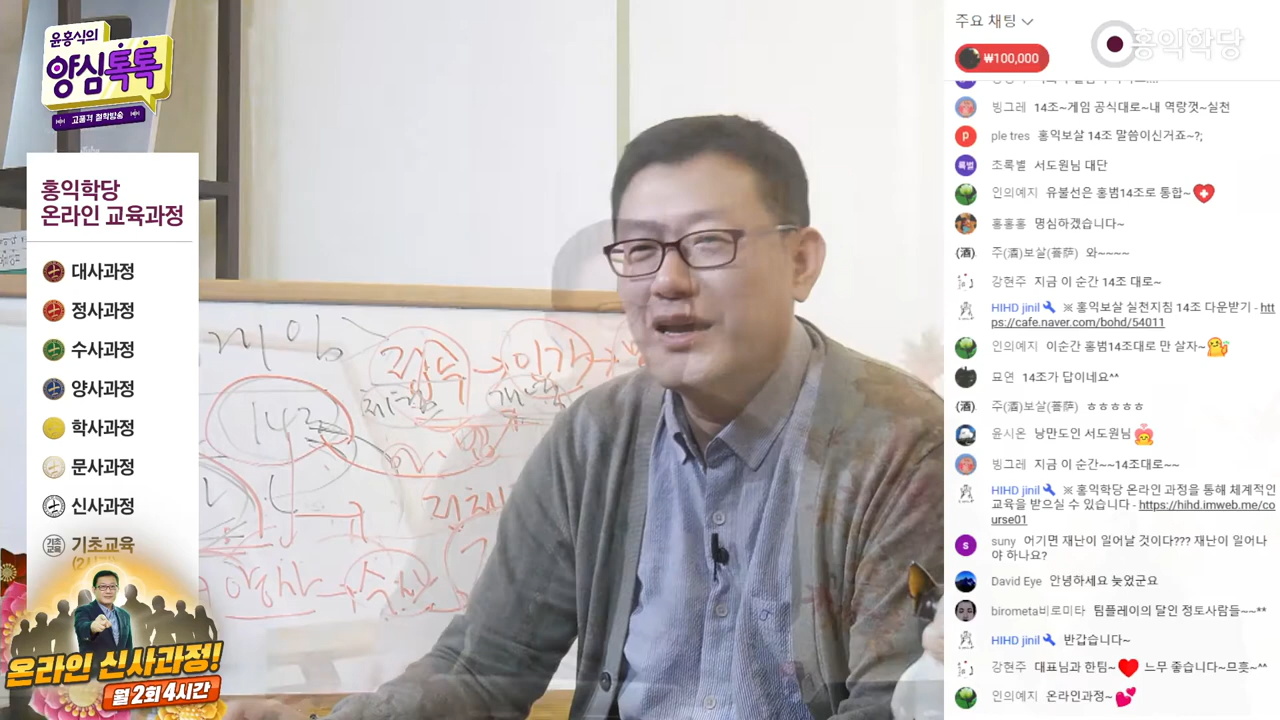 윤홍식의
양심톡톡
고품격 철학방송
홍익학당
온라인 교육과정
대사과정
정사과정
수사과정
양사과정
학사과정
문사과정
신사과정
기초교육
온라인 신사과정!
월 2회 4시간
14조
주요 채팅
홍익학당
₩100,000
빙그레 14조~게임 공식대로~내 역량껏~실천
ple tres 홍익보살 14조 말씀이신거죠~?;
초록별 서도원님 대단
인의예지 유불선은 홍범14조로 통합~
홍홍홍 명심하겠습니다~
주(酒)보살(菩萨) 와~~~~
강현주 지금 이 순간 14조 대로~
HIHD jinil ※ 홍익보살 실천지침 14조 다운받기 - htt
ps://cafe.naver.com/bohd/54011
인의예지 이순간 홍범14조대로 만 살자~
묘연 14조가 답이네요^^
주(酒)보살(菩萨) ㅎㅎㅎㅎㅎ
윤시온 낭만도인 서도원님
빙그레 지금 이 순간~~14조대로~~
HIHD jinil ※ 홍익학당 온라인 과정을 통해 체계적인
교육을 받으실 수 있습니다 - https://hihd.imweb.me/co
urse01
suny 어기면 재난이 일어날 것이다??? 재난이 일어나
야 하나요?
David Eye 안녕하세요 늦었군요
birometa비로미타 팀플레이의 달인 정토사람들~~**
HIHD jinil 반갑습니다~
강현주 대표님과 한팀~ 느무 좋습니다~므흣~^^
인의예지 온라인과정~